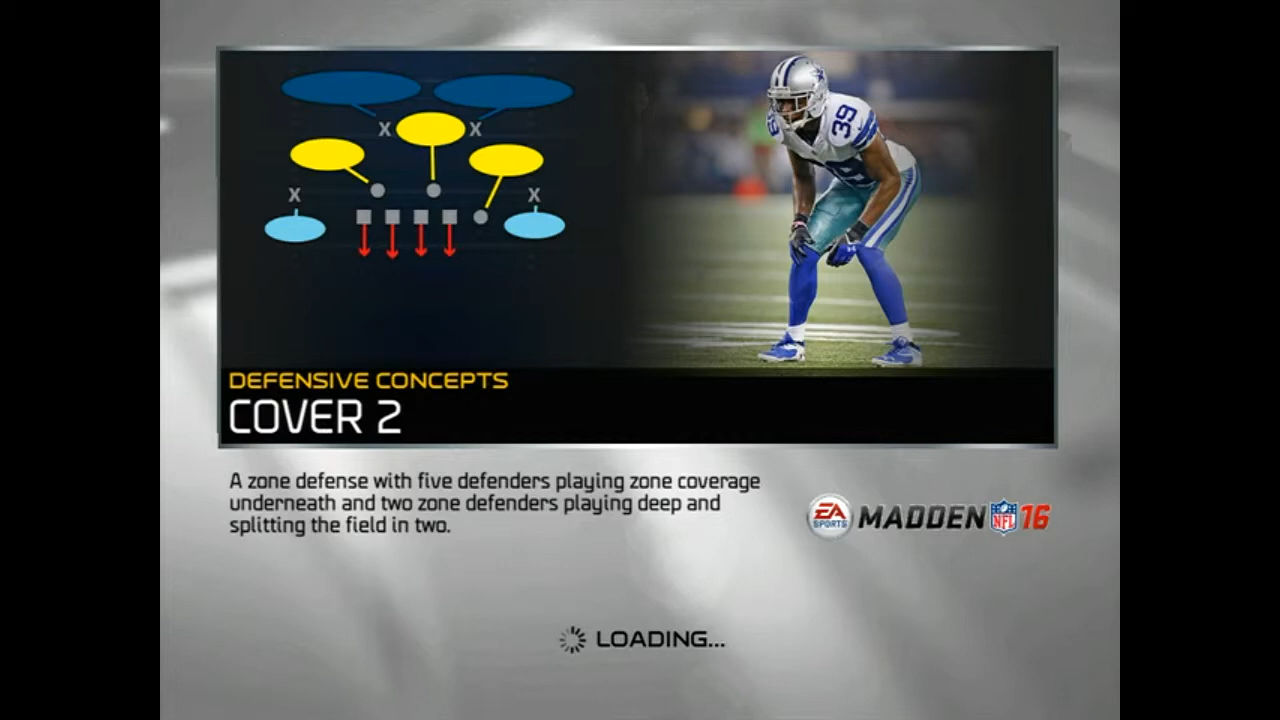 X X
X X
39
39
DEFENSIVE CONCEPTS
COVER 2
A zone defense with five defenders playing zone coverage
underneath and two zone defenders playing deep and
splitting the field in two.
EA SPORTS MADDEN NFL 16
LOADING...